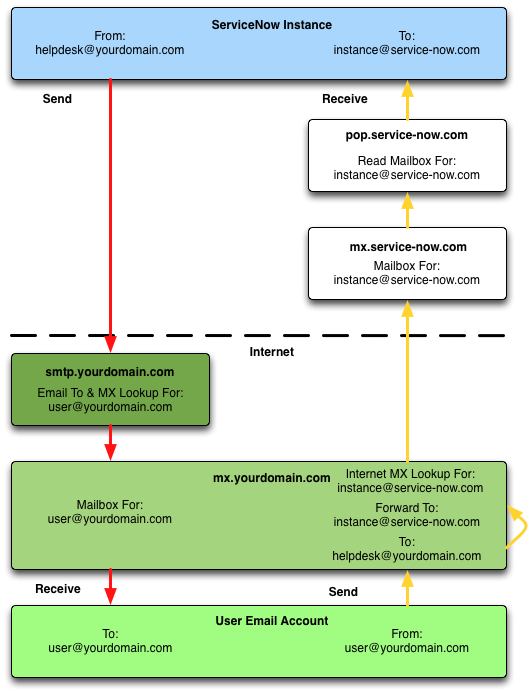 ServiceNow Instance
From:
helpdesk@yourdomain.com
To:
instance@service-now.com
Send
Receive
pop.service-now.com
Read Mailbox For:
instance@service-now.com
mx.service-now.com
Mailbox For:
instance@service-now.com
Internet
smtp.yourdomain.com
Email To & MX Lookup For:
user@yourdomain.com
mx.yourdomain.com
Mailbox For:
user@yourdomain.com
Internet MX Lookup For:
instance@service-now.com
Forward To:
instance@service-now.com
To:
helpdesk@yourdomain.com
Receive
Send
User Email Account
To:
user@yourdomain.com
From:
user@yourdomain.com